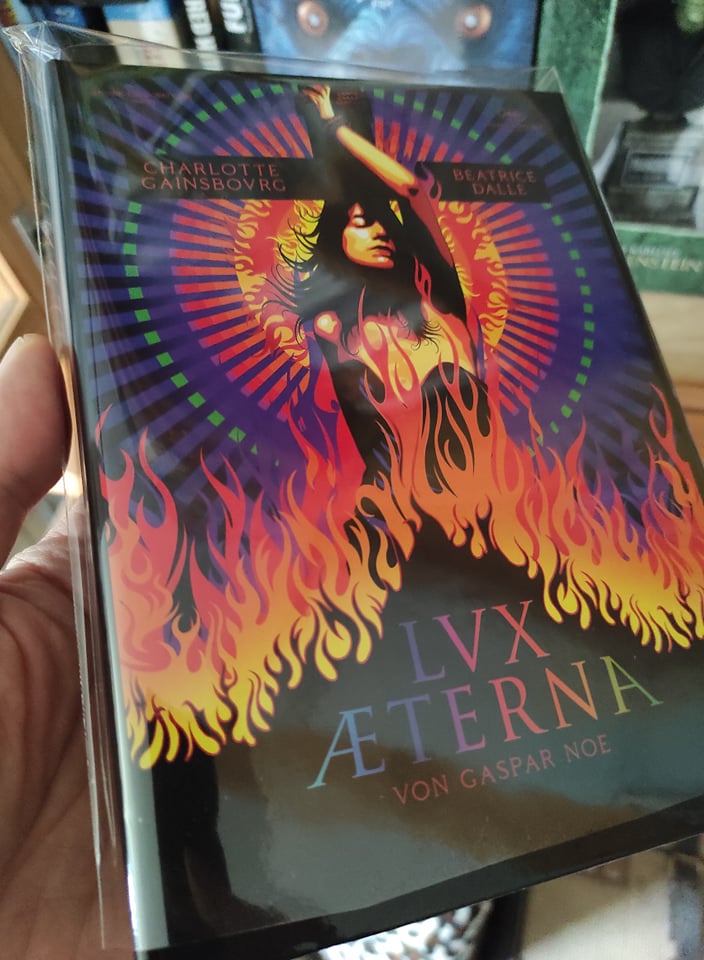 CHARLOTTE
GAINSBOVRG
BEATRICE
DALLE
LVX
ÆTERNA
VON GASPAR NOE